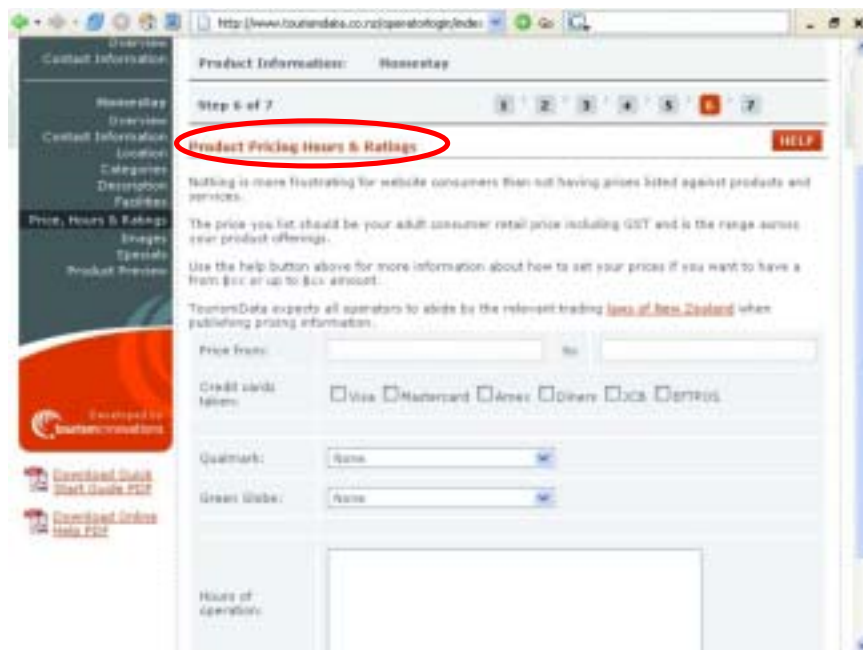 http://www.tourismdata.co.nz/operatorlogin/index
Go
Overview
Contact Information
Homestay
Overview
Contact Information
Location
Categories
Description
Facilities
Price, Hours & Ratings
Images
Specials
Product Preview
Developed by
tourisminnovations
Download Quick
Start Guide PDF
Download Online
Help PDF
Product Information: Homestay
Step 6 of 7
1 2 3 4 5 6 7
Product Pricing Hours & Ratings
HELP
Nothing is more frustrating for website consumers than not having prices listed against products and
services.
The price you list should be your adult consumer retail price including GST and is the range across
your product offerings.
Use the help button above for more information about how to set your prices if you want to have a
from $xx or up to $xx amount.
TourismData expects all operators to abide by the relevant trading laws of New Zealand when
publishing pricing information.
Price from: to
Credit cards
taken:
Visa Mastercard Amex Diners JCB EFTPOS
Qualmark: None
Green Globe: None
Hours of
operation: